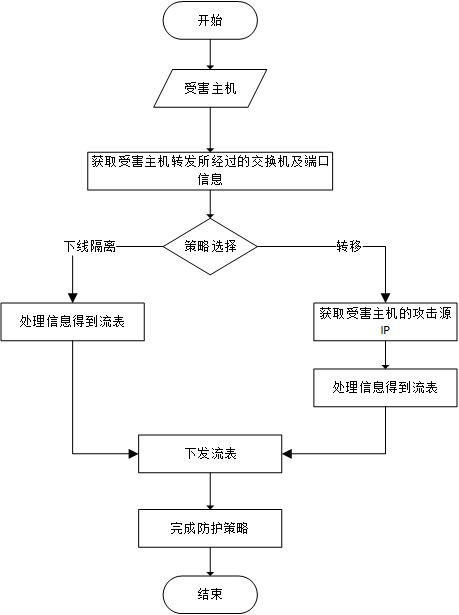 开始
受害主机
获取受害主机转发所经过的交换机及端口
信息
策略选择
下线隔离
转移
处理信息得到流表
获取受害主机的攻击源
IP
处理信息得到流表
下发流表
完成防护策略
结束